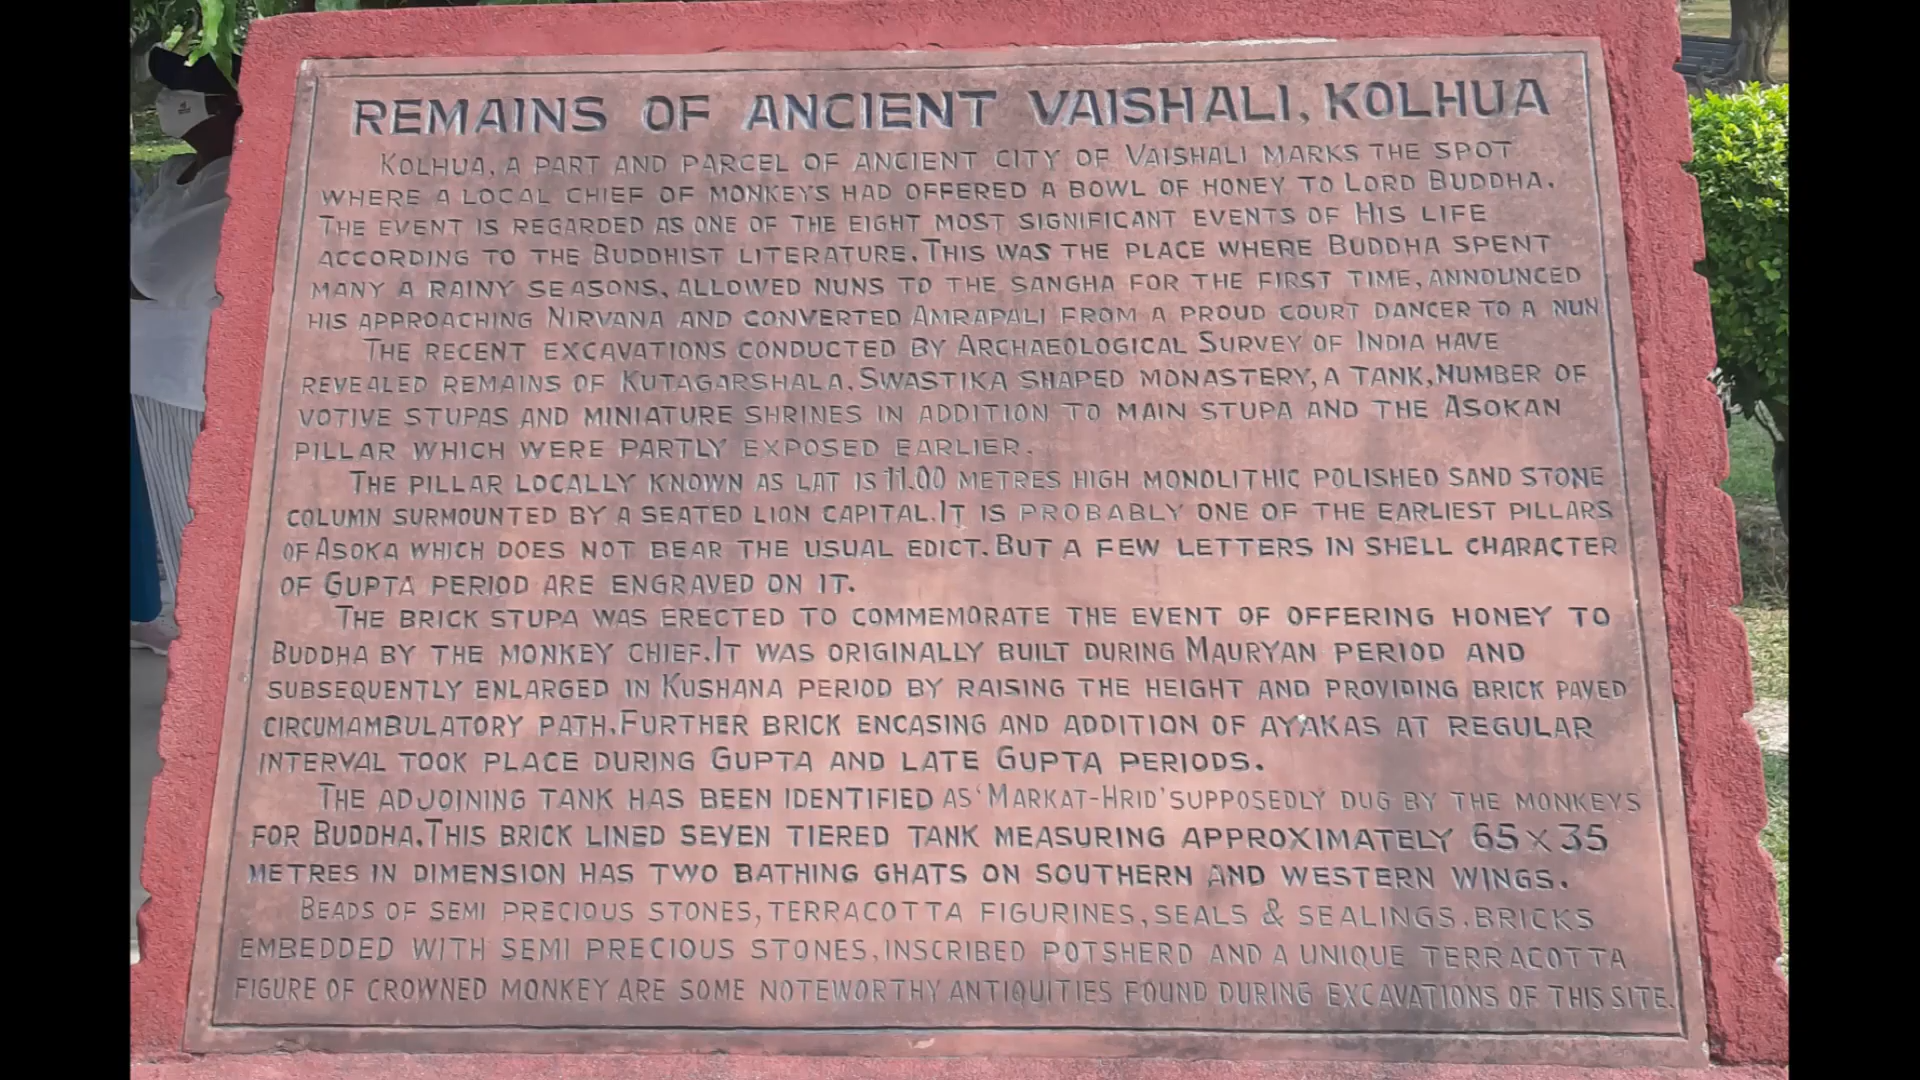 REMAINS OF ANCIENT VAISHALI, KOLHUA
KOLHUA, A PART AND PARCEL OF ANCIENT CITY OF VAISHALI MARKS THE SPOT
WHERE A LOCAL CHIEF OF MONKEYS HAD OFFERED A BOWL OF HONEY TO LORD BUDDHA.
THE EVENT IS REGARDED AS ONE OF THE EIGHT MOST SIGNIFICANT EVENTS OF HIS LIFE
ACCORDING TO THE BUDDHIST LITERATURE. THIS WAS THE PLACE WHERE BUDDHA SPENT
MANY A RAINY SEASONS, ALLOWED NUNS TO THE SANGHA FOR THE FIRST TIME, ANNOUNCED
HIS APPROACHING NIRVANA AND CONVERTED AMRAPALI FROM A PROUD COURT DANCER TO A NUN
THE RECENT EXCAVATIONS CONDUCTED BY ARCHAEOLOGICAL SURVEY OF INDIA HAVE
REVEALED REMAINS OF KUTAGARSHALA, SWASTIKA SHAPED MONASTERY, A TANK, NUMBER OF
VOTIVE STUPAS AND MINIATURE SHRINES IN ADDITION TO MAIN STUPA AND THE ASOKAN
PILLAR WHICH WERE PARTLY EXPOSED EARLIER.
THE PILLAR LOCALLY KNOWN AS LAT IS 11.00 METRES HIGH MONOLITHIC POLISHED SAND STONE
COLUMN SURMOUNTED BY A SEATED LION CAPITAL. IT IS PROBABLY ONE OF THE EARLIEST PILLARS
OF ASOKA WHICH DOES NOT BEAR THE USUAL EDICT. BUT A FEW LETTERS IN SHELL CHARACTER
OF GUPTA PERIOD ARE ENGRAVED ON IT.
THE BRICK STUPA WAS ERECTED TO COMMEMORATE THE EVENT OF OFFERING HONEY TO
BUDDHA BY THE MONKEY CHIEF. IT WAS ORIGINALLY BUILT DURING MAURYAN PERIOD AND
SUBSEQUENTLY ENLARGED IN KUSHANA PERIOD BY RAISING THE HEIGHT AND PROVIDING BRICK PAVED
CIRCUMAMBULATORY PATH. FURTHER BRICK ENCASING AND ADDITION OF AYAKAS AT REGULAR
INTERVAL TOOK PLACE DURING GUPTA AND LATE GUPTA PERIODS.
THE ADJOINING TANK HAS BEEN IDENTIFIED AS 'MARKAT-HRID' SUPPOSEDLY DUG BY THE MONKEYS
FOR BUDDHA. THIS BRICK LINED SEVEN TIERED TANK MEASURING APPROXIMATELY 65 X 35
METRES IN DIMENSION HAS TWO BATHING GHATS ON SOUTHERN AND WESTERN WINGS.
BEADS OF SEMI PRECIOUS STONES, TERRACOTTA FIGURINES, SEALS & SEALINGS, BRICKS
EMBEDDED WITH SEMI PRECIOUS STONES, INSCRIBED POTSHERD AND A UNIQUE TERRACOTTA
FIGURE OF CROWNED MONKEY ARE SOME NOTEWORTHY ANTIQUITIES FOUND DURING EXCAVATIONS OF THIS SITE.